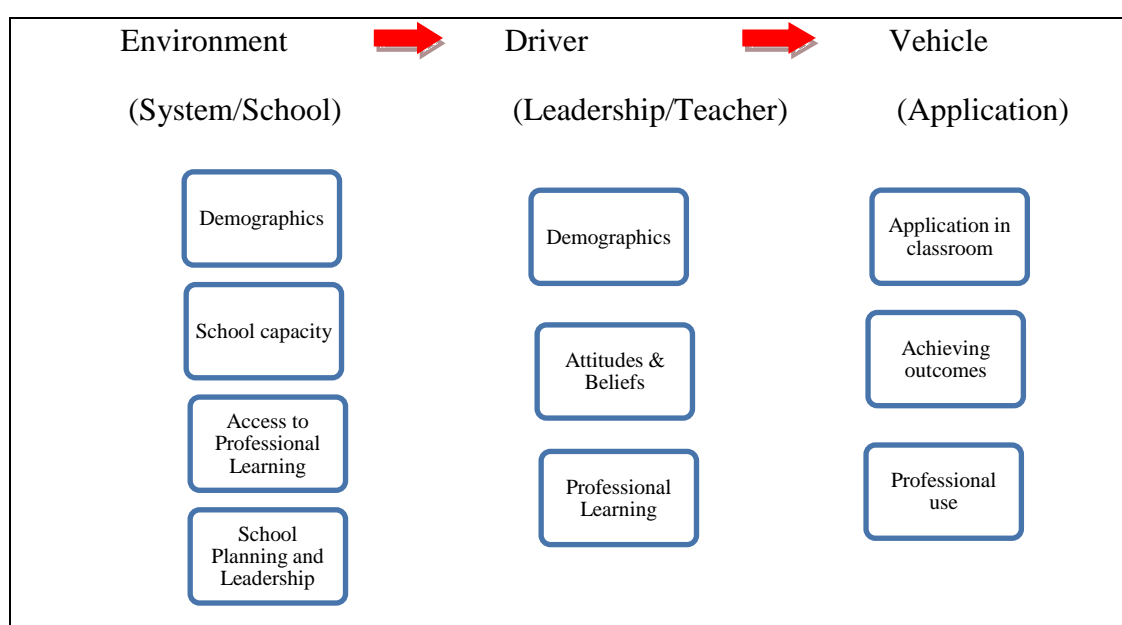 Environment
Driver
Vehicle
(System/School)
(Leadership/Teacher)
(Application)
Demographics
School capacity
Access to
Professional
Learning
School
Planning and
Leadership
Demographics
Attitudes &
Beliefs
Professional
Learning
Application in
classroom
Achieving
outcomes
Professional
use